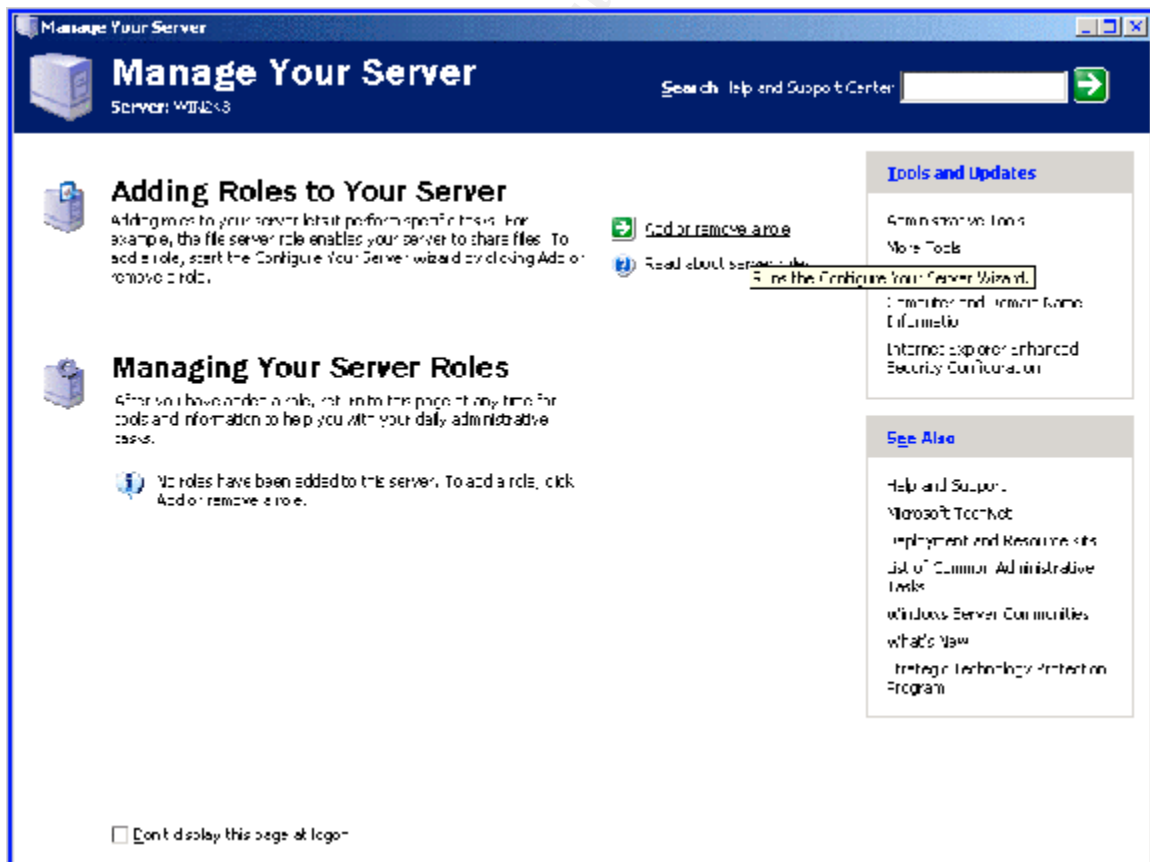 Manage Your Server
Manage Your Server
Server: WIN2K3
Search Help and Support Center
Adding Roles to Your Server
Adding roles to your server lets it perform specific tasks. For
example, the file server role enables your server to share files. To
add a role, start the Configure Your Server wizard by clicking Add or
remove a role.
Add or remove a role
Read about server roles
Runs the Configure Your Server Wizard.
Managing Your Server Roles
After you have added a role, return to this page at any time for
tools and information to help you with your daily administrative
tasks.
No roles have been added to this server. To add a role, click
Add or remove a role.
Tools and Updates
Administrative Tools
More Tools
Computer and Domain Name
Information
Internet Explorer Enhanced
Security Configuration
See Also
Help and Support
Microsoft TechNet
Deployment and Resource Kits
List of Common Administrative
Tasks
Windows Server Communities
What's New
Strategic Technology Protection
Program
Don't display this page at logon